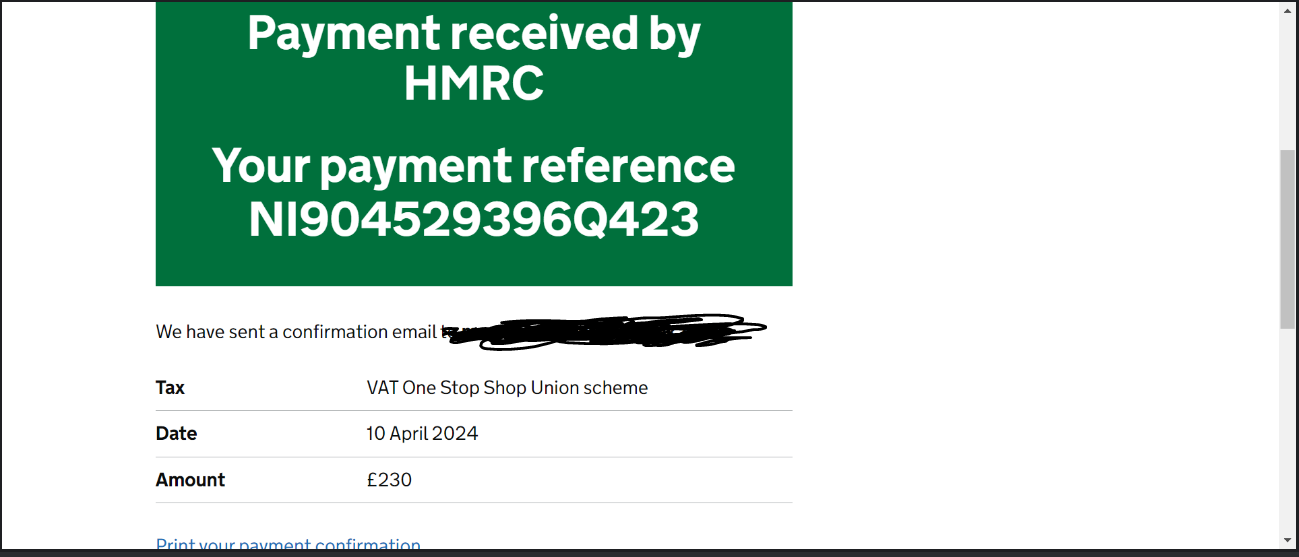 Payment received by
HMRC
Your payment reference
NI904529396Q423
We have sent a confirmation email
Tax VAT One Stop Shop Union scheme
Date 10 April 2024
Amount £230
Print your payment confirmation